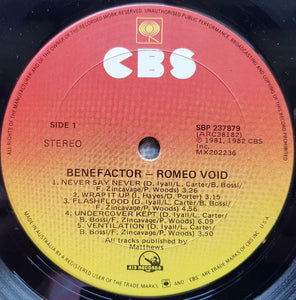 ALL RIGHTS OF THE MANUFACTURER AND OF THE OWNER OF THE RECORDED WORK RESERVED. UNAUTHORISED PUBLIC PERFORMANCE, BROADCASTING AND COPYING OF THIS RECORD PROHIBITED.
CBS
SIDE 1
STEREO
SBP 237879
(ARC38182)
℗ 1981, 1982 CBS
Inc.
MX202236
BENEFACTOR – ROMEO VOID
1. NEVER SAY NEVER (D. Iyall/L. Carter/B. Bossi/
F. Zincavage/P. Woods) 3.26
2. WRAP IT UP (I. Hayes/D. Porter) 3.15
3. FLASHFLOOD (D. Iyall/L. Carter/B.
Bossi/F. Zincavage/P. Woods) 4.50
4. UNDERCOVER KEPT (D. Iyall/L. Carter/
B. Bossi/F. Zincavage/P. Woods) 6.09
5. VENTILATION (D. Iyall/L. Carter/B. Bossi/
F. Zincavage/P. Woods) 3.50
All tracks published by
Matthews
415 RECORDS
MADE IN AUSTRALIA BY
REGISTERED USER OF THE TRADE MARKS
AND 'CBS' ARE TRADE MARKS OF CBS INC.